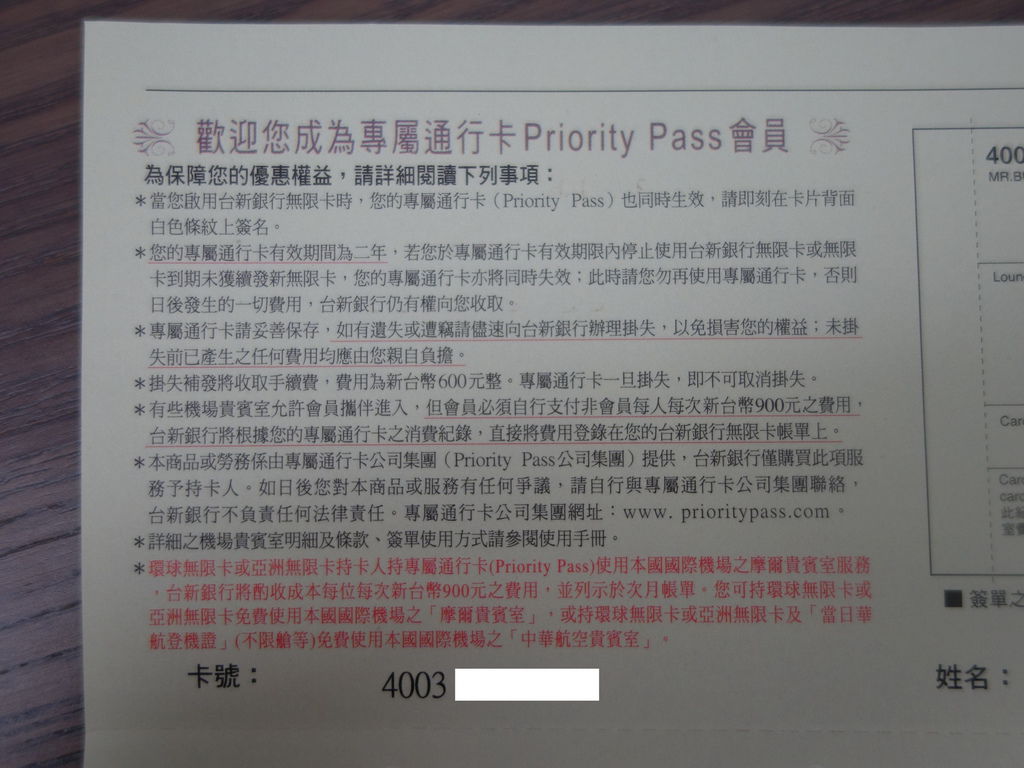 歡迎您成為專屬通行卡Priority Pass會員
為保障您的優惠權益，請詳細閱讀下列事項：
*當您啟用台新銀行無限卡時，您的專屬通行卡（Priority Pass）也同時生效，請即刻在卡片背面
白色條紋上簽名。
*您的專屬通行卡有效期間為二年，若您於專屬通行卡有效期限內停止使用台新銀行無限卡或無限
卡到期未獲續發新無限卡，您的專屬通行卡亦將同時失效；此時請您勿再使用專屬通行卡，否則
日後發生的一切費用，台新銀行仍有權向您收取。
*專屬通行卡請妥善保存，如有遺失或遭竊請儘速向台新銀行辦理掛失，以免損害您的權益；未掛
失前已產生之任何費用均應由您親自負擔。
*掛失補發將收取手續費，費用為新台幣600元整。專屬通行卡一旦掛失，即不可取消掛失。
*有些機場貴賓室允許會員攜伴進入，但會員必須自行支付非會員每人每次新台幣900元之費用，
台新銀行將根據您的專屬通行卡之消費紀錄，直接將費用登錄在您的台新銀行無限卡帳單上。
*本商品或勞務係由專屬通行卡公司集團（Priority Pass公司集團）提供，台新銀行僅購買此項服
務予持卡人。如日後您對本商品或服務有任何爭議，請自行與專屬通行卡公司集團聯絡，
台新銀行不負責任何法律責任。專屬通行卡公司集團網址：www. prioritypass.com。
*詳細之機場貴賓室明細及條款、簽單使用方式請參閱使用手冊。
*環球無限卡或亞洲無限卡持卡人持專屬通行卡(Priority Pass)使用本國國際機場之摩爾貴賓室服務
，台新銀行將酌收成本每位每次新台幣900元之費用，並列示於次月帳單。您可持環球無限卡或
亞洲無限卡免費使用本國國際機場之「摩爾貴賓室」，或持環球無限卡或亞洲無限卡及「當日華
航登機證」(不限艙等)免費使用本國國際機場之「中華航空貴賓室」。
卡號：
4003
400
MR.B
Loun
Car
Card
card
此
室
■ 簽單之
姓名：